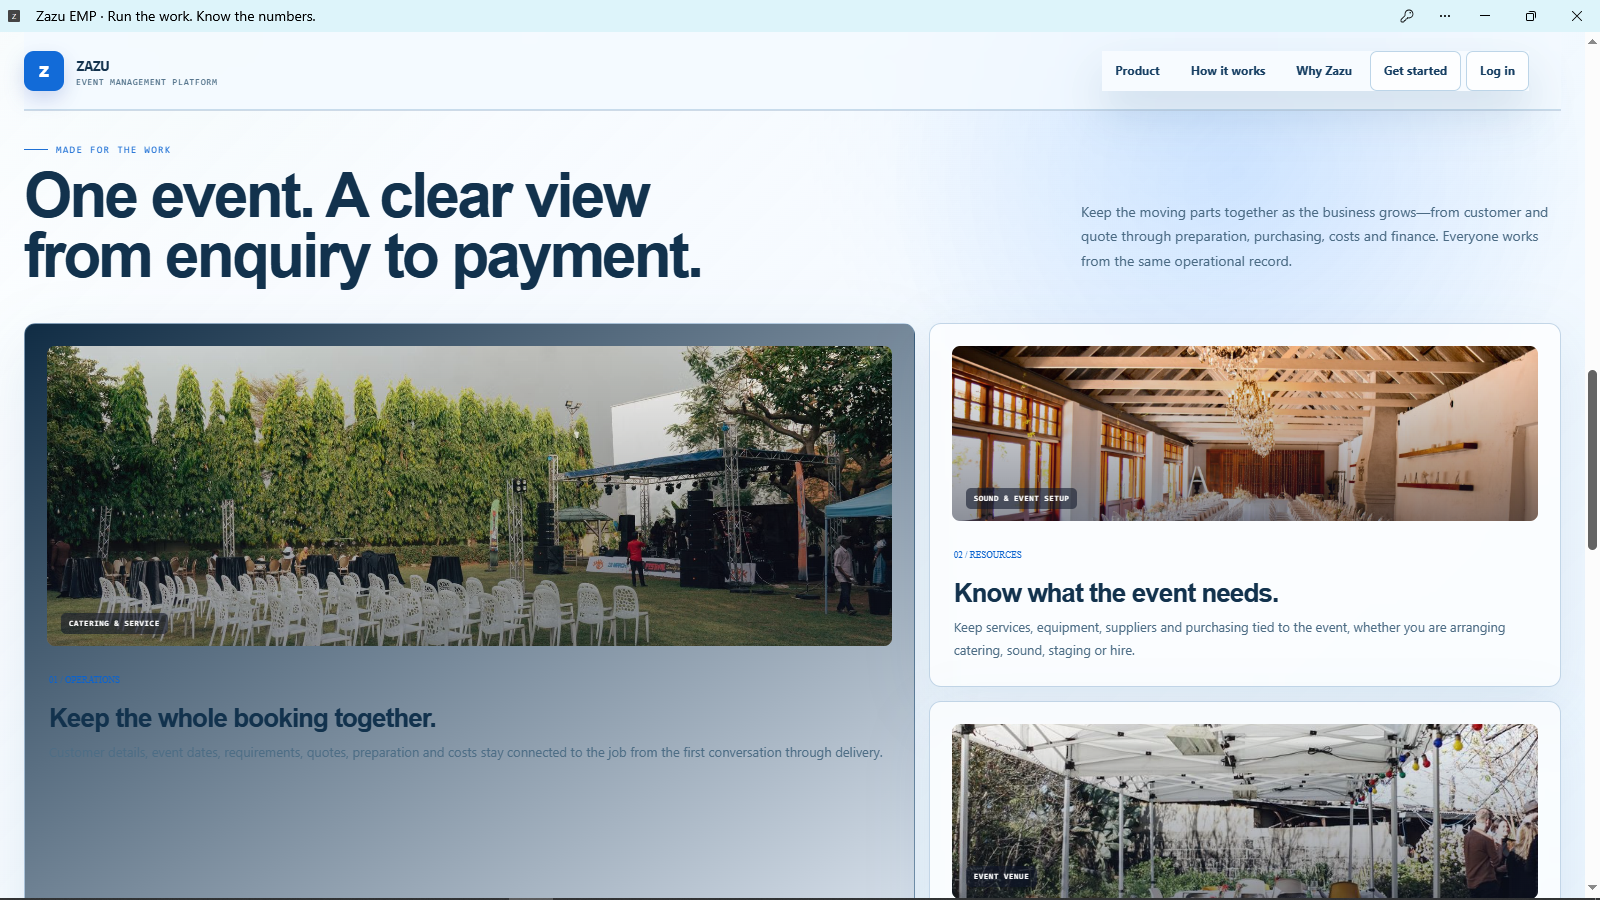 Zazu EMP · Run the work. Know the numbers.
Z
ZAZU
EVENT MANAGEMENT PLATFORM
Product
How it works
Why Zazu
Get started
Log in
MADE FOR THE WORK
One event. A clear view
from enquiry to payment.
Keep the moving parts together as the business grows—from customer and
quote through preparation, purchasing, costs and finance. Everyone works
from the same operational record.
CATERING & SERVICE
01 / OPERATIONS
Keep the whole booking together.
Customer details, event dates, requirements, quotes, preparation and costs stay connected to the job from the first conversation through delivery.
A
SOUND & EVENT SETUP
02 / RESOURCES
Know what the event needs.
Keep services, equipment, suppliers and purchasing tied to the event, whether you are arranging
catering, sound, staging or hire.
EVENT VENUE